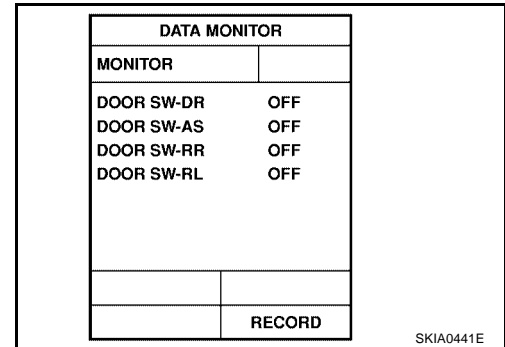 DATA MONITOR
MONITOR
DOOR SW-DR OFF
DOOR SW-AS OFF
DOOR SW-RR OFF
DOOR SW-RL OFF
RECORD
SKIA0441E